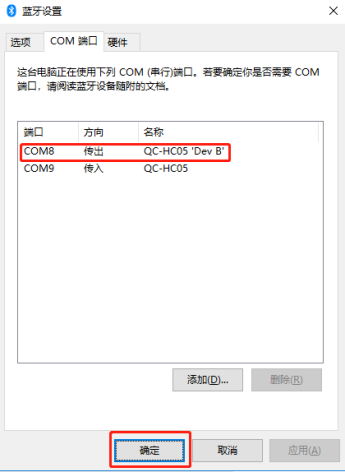 蓝牙设置
选项 COM 端口 硬件
这台电脑正在使用下列 COM (串行)端口。若要确定你是否需要 COM
端口，请阅读蓝牙设备随附的文档。
端口 方向 名称
COM8 传出 QC-HC05 'Dev B'
COM9 传入 QC-HC05
添加(D)... 删除(R)
确定 取消 应用(A)